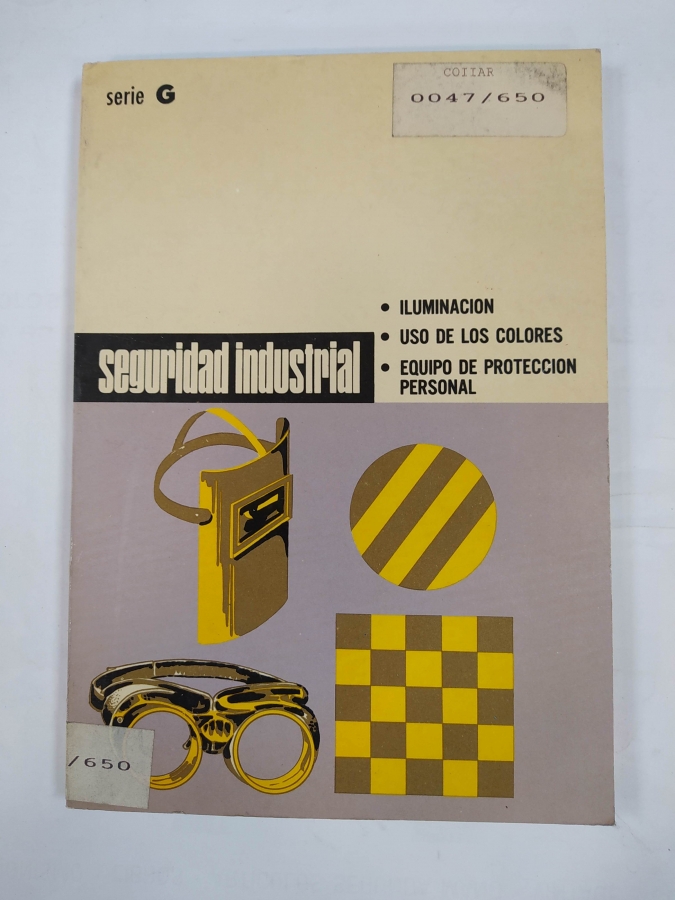 serie G
COIIAR
0047/650
• ILUMINACION
• USO DE LOS COLORES
• EQUIPO DE PROTECCION
PERSONAL
seguridad industrial
/650